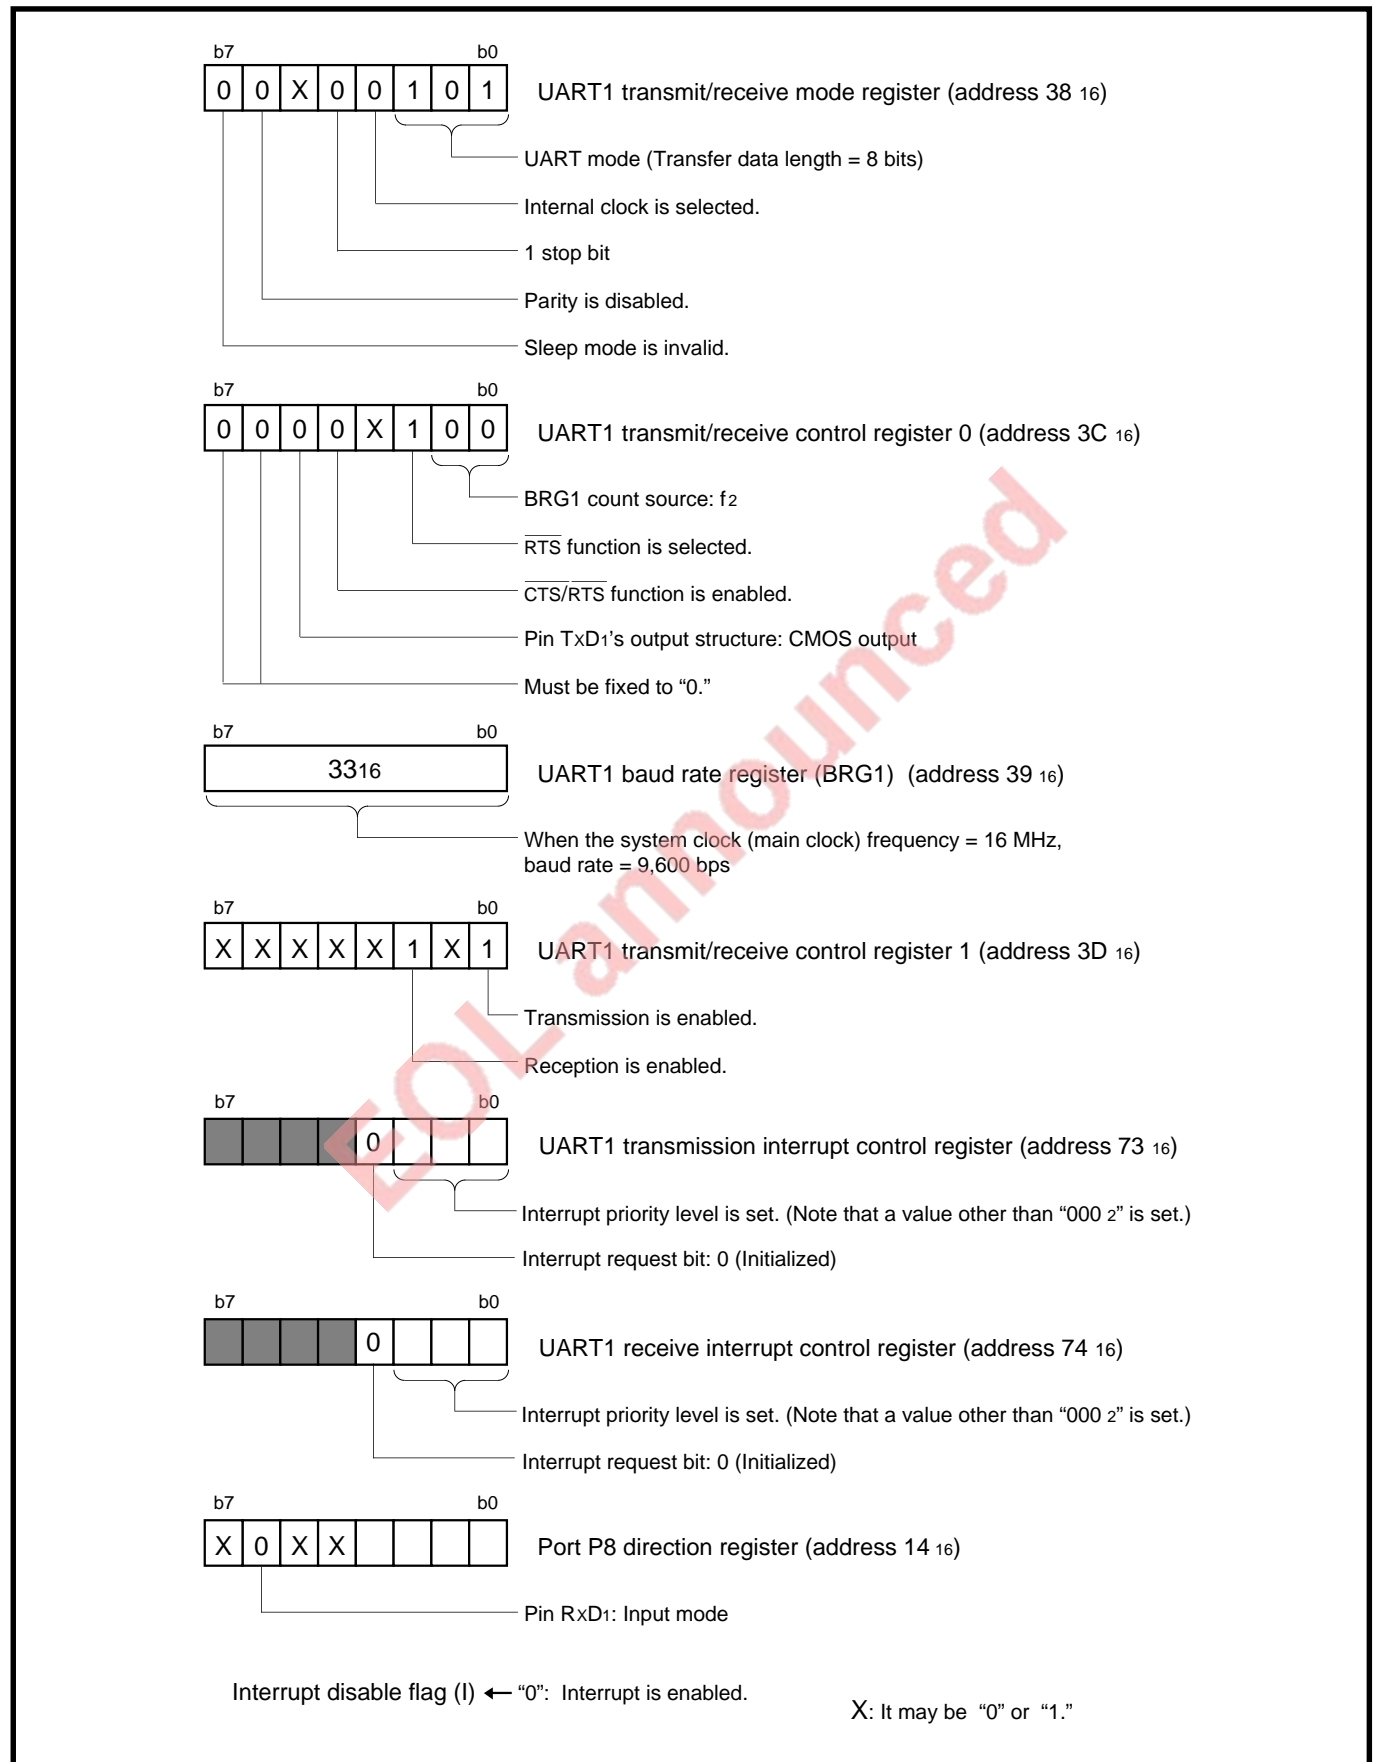 b7 b0
0 0 X 0 0 1 0 1 UART1 transmit/receive mode register (address 38 16)
UART mode (Transfer data length = 8 bits)
Internal clock is selected.
1 stop bit
Parity is disabled.
Sleep mode is invalid.
b7 b0
0 0 0 0 X 1 0 0 UART1 transmit/receive control register 0 (address 3C 16)
BRG1 count source: f2
RTS function is selected.
CTS/RTS function is enabled.
Pin TxD1’s output structure: CMOS output
Must be fixed to “0.”
b7 b0
3316 UART1 baud rate register (BRG1) (address 39 16)
When the system clock (main clock) frequency = 16 MHz,
baud rate = 9,600 bps
b7 b0
X X X X X 1 X 1 UART1 transmit/receive control register 1 (address 3D 16)
Transmission is enabled.
Reception is enabled.
b7 b0
0 UART1 transmission interrupt control register (address 73 16)
Interrupt priority level is set. (Note that a value other than “000 2” is set.)
Interrupt request bit: 0 (Initialized)
b7 b0
0 UART1 receive interrupt control register (address 74 16)
Interrupt priority level is set. (Note that a value other than “000 2” is set.)
Interrupt request bit: 0 (Initialized)
b7 b0
X 0 X X Port P8 direction register (address 14 16)
Pin RxD1: Input mode
Interrupt disable flag (I) ← “0”: Interrupt is enabled.
X: It may be “0” or “1.”
EOL announced